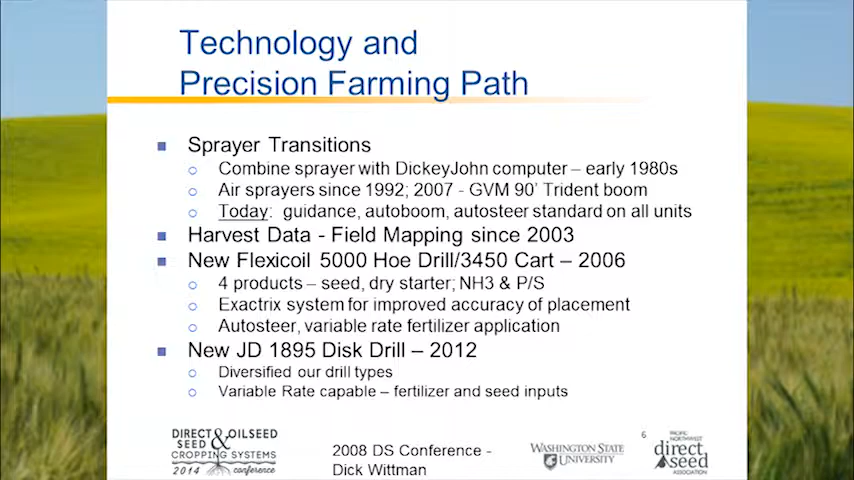 Technology and
Precision Farming Path
Sprayer Transitions
Combine sprayer with DickeyJohn computer – early 1980s
Air sprayers since 1992; 2007 - GVM 90’ Trident boom
Today: guidance, autoboom, autosteer standard on all units
Harvest Data - Field Mapping since 2003
New Flexicoil 5000 Hoe Drill/3450 Cart – 2006
4 products – seed, dry starter; NH3 & P/S
Exactrix system for improved accuracy of placement
Autosteer, variable rate fertilizer application
New JD 1895 Disk Drill – 2012
Diversified our drill types
Variable Rate capable – fertilizer and seed inputs
DIRECT & OILSEED
SEED
CROPPING SYSTEMS
2014 conference
2008 DS Conference -
Dick Wittman
WASHINGTON STATE
UNIVERSITY
6
PACIFIC
NORTHWEST
direct
seed
ASSOCIATION